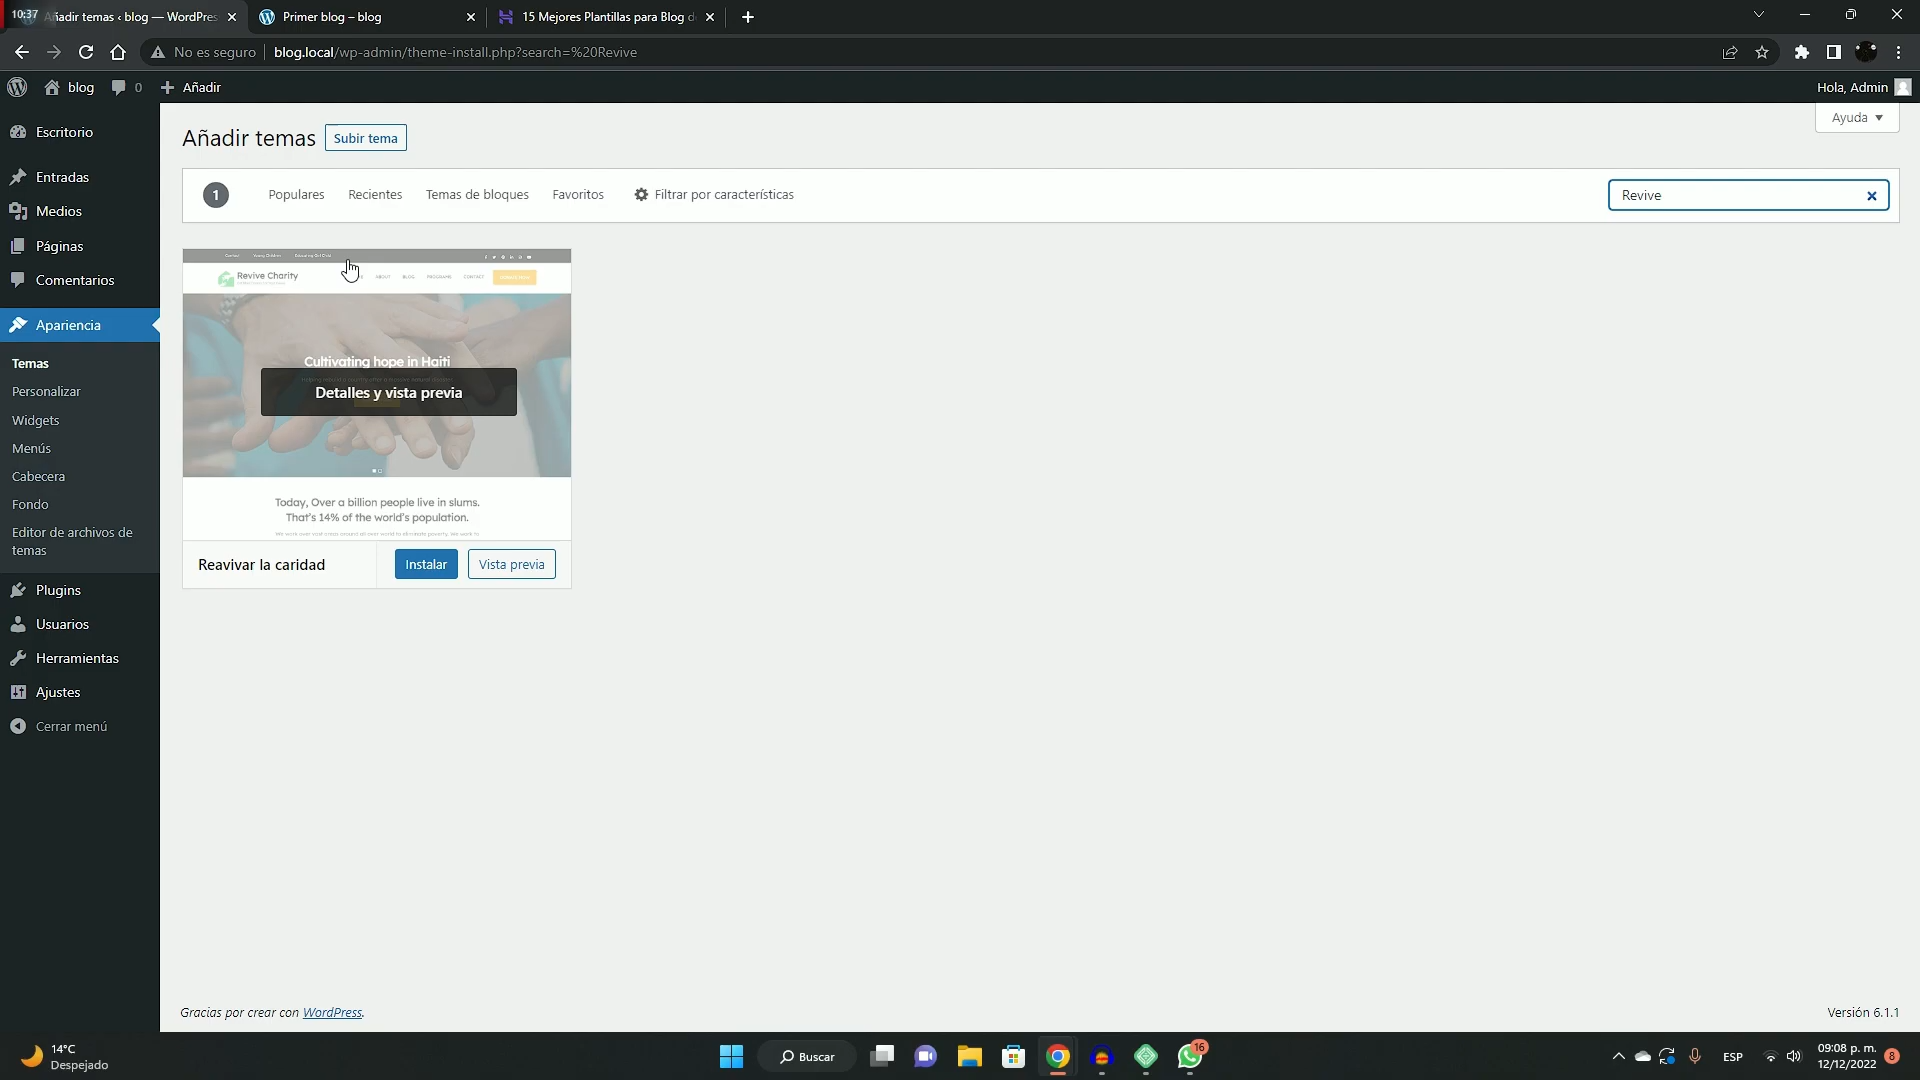 10:37
Añadir temas ‹ blog — WordPres
Primer blog – blog
15 Mejores Plantillas para Blog d
No es seguro
blog.local/wp-admin/theme-install.php?search=%20Revive
blog
0
Añadir
Hola, Admin
Ayuda
Escritorio
Entradas
Medios
Páginas
Comentarios
Apariencia
Temas
Personalizar
Widgets
Menús
Cabecera
Fondo
Editor de archivos de
temas
Plugins
Usuarios
Herramientas
Ajustes
Cerrar menú
Añadir temas
Subir tema
1
Populares
Recientes
Temas de bloques
Favoritos
Filtrar por características
Revive
Revive Charity
ABOUT
BLOG
PROGRAMS
CONTACT
Cultivating hope in Haiti
Detalles y vista previa
Today, Over a billion people live in slums.
That's 14% of the world's population.
Reavivar la caridad
Instalar
Vista previa
Gracias por crear con WordPress.
Versión 6.1.1
14°C
Despejado
Buscar
16
ESP
09:08 p. m.
12/12/2022
8